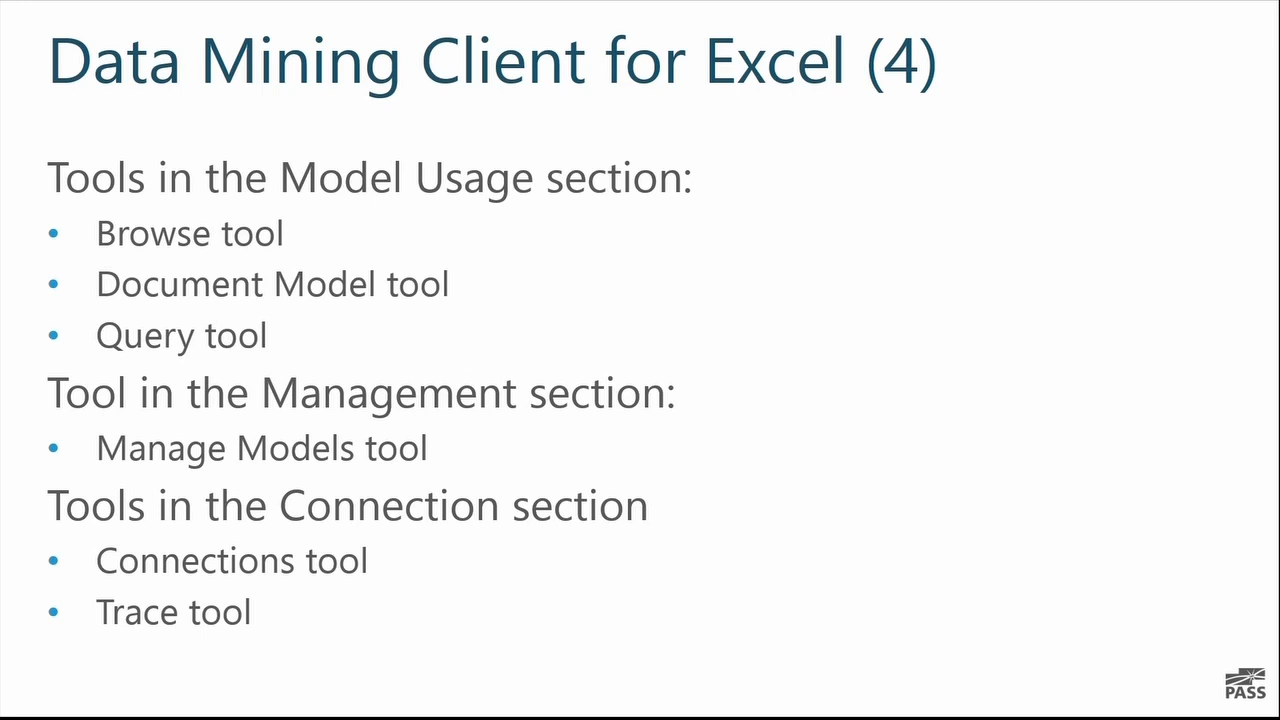 Data Mining Client for Excel (4)
Tools in the Model Usage section:
• Browse tool
• Document Model tool
• Query tool
Tool in the Management section:
• Manage Models tool
Tools in the Connection section
• Connections tool
• Trace tool
PASS